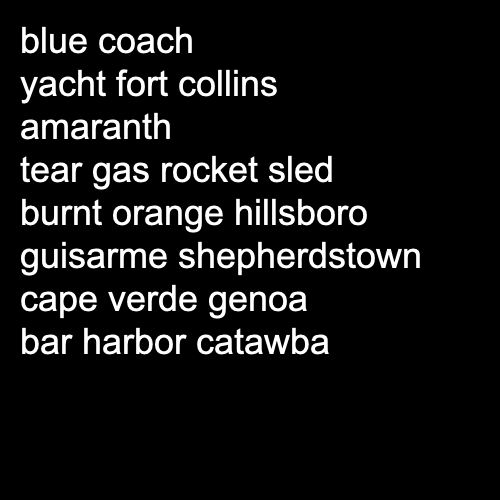 blue coach
yacht fort collins
amaranth
tear gas rocket sled
burnt orange hillsboro
guisarme shepherdstown
cape verde genoa
bar harbor catawba